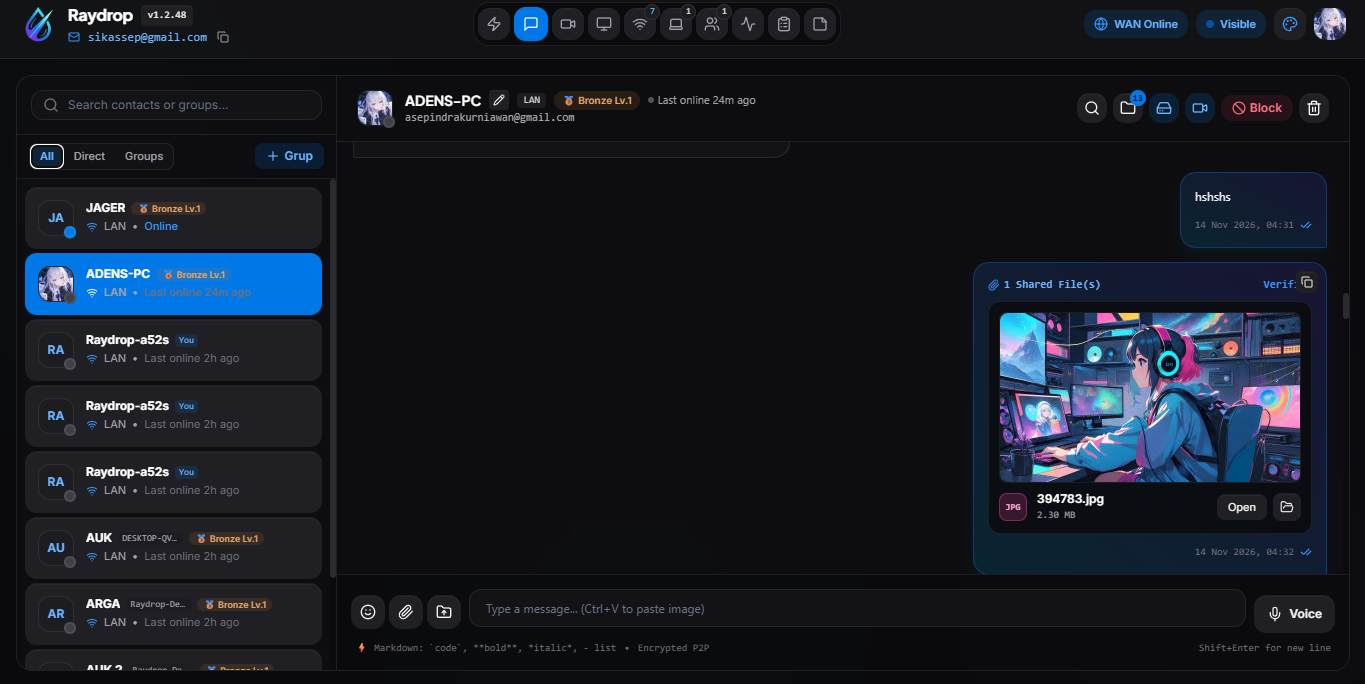 Raydrop v1.2.48
sikassep@gmail.com
7
1
1
WAN Online
Visible
Search contacts or groups...
All
Direct
Groups
+ Grup
JA
JAGER
Bronze Lv.1
LAN • Online
ADENS-PC
Bronze Lv.1
LAN • Last online 24m ago
RA
Raydrop-a52s You
LAN • Last online 2h ago
RA
Raydrop-a52s You
LAN • Last online 2h ago
RA
Raydrop-a52s You
LAN • Last online 2h ago
AU
AUK DESKTOP-QV… Bronze Lv.1
LAN • Last online 2h ago
AR
ARGA Raydrop-De… Bronze Lv.1
LAN • Last online 2h ago
AUK 2 Raydrop-De… Bronze Lv.1
ADENS-PC
LAN
Bronze Lv.1
Last online 24m ago
asepindrakurniawan@gmail.com
13
Block
hshshs
14 Nov 2026, 04:31
1 Shared File(s)
Verifi
JPG
394783.jpg
2.30 MB
Open
14 Nov 2026, 04:32
Type a message... (Ctrl+V to paste image)
Voice
Markdown: `code`, **bold**, *italic*, - list • Encrypted P2P
Shift+Enter for new line